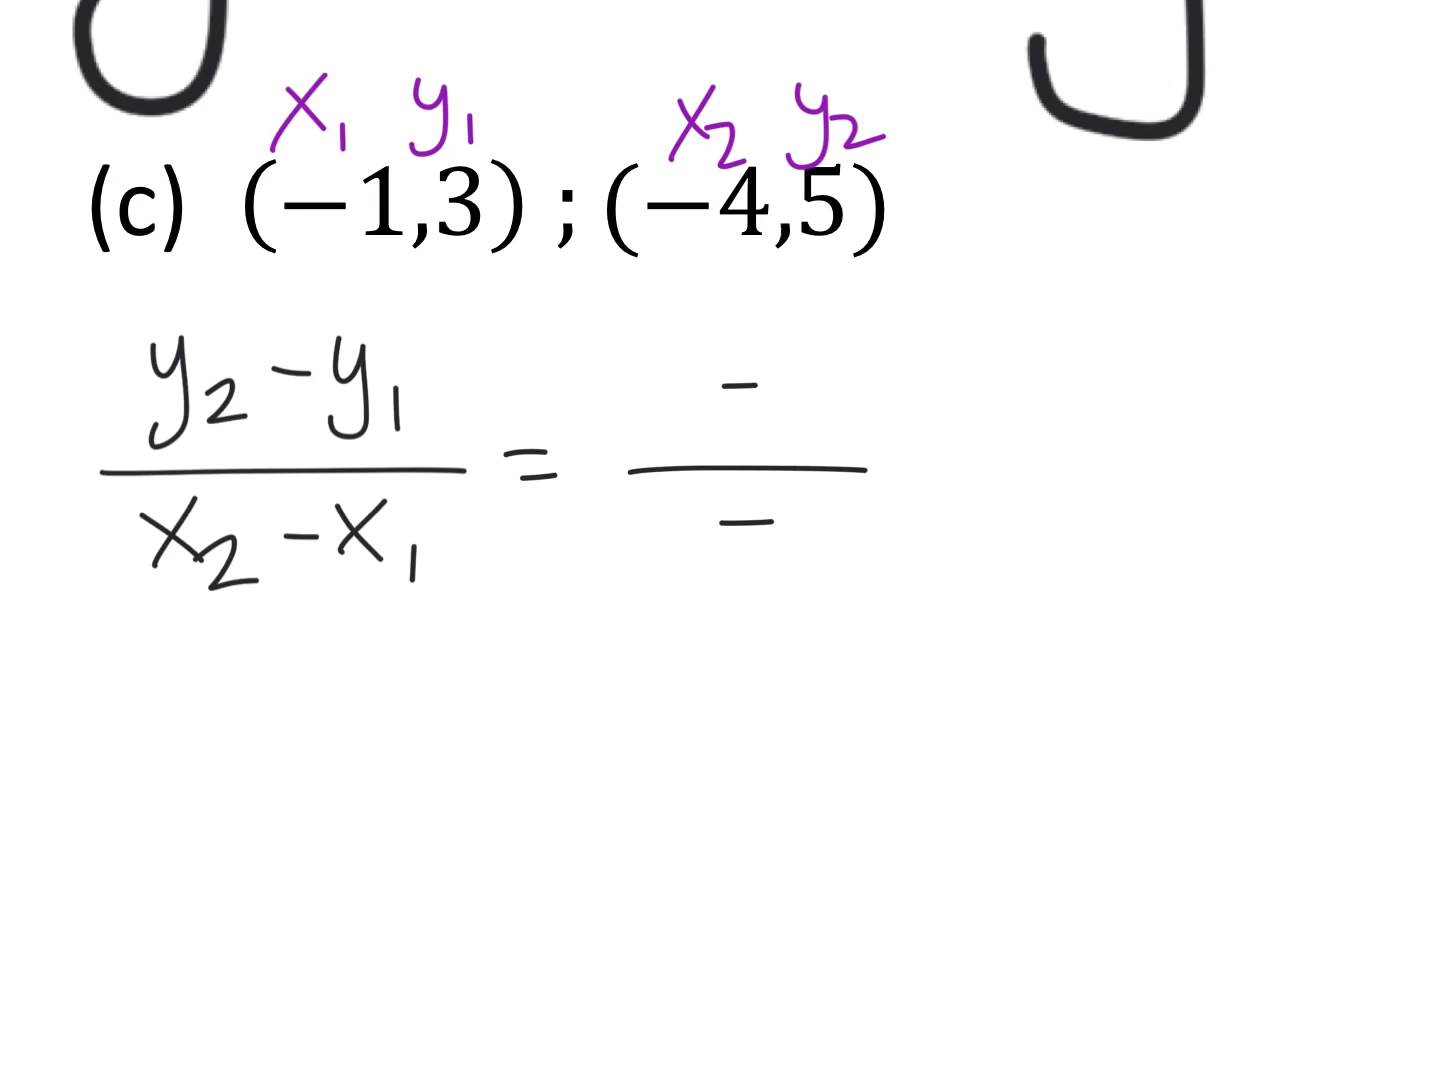 x₁ y₁ x₂ y₂
(c) (−1,3) ; (−4,5)
y₂ − y₁ −
= 
x₂ − x₁ −